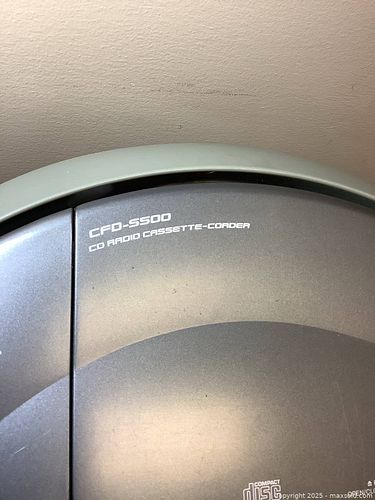 CFD-S500
CD RADIO CASSETTE-CORDER
COMPACT
disc
Copyright 2025 - maxsold.com